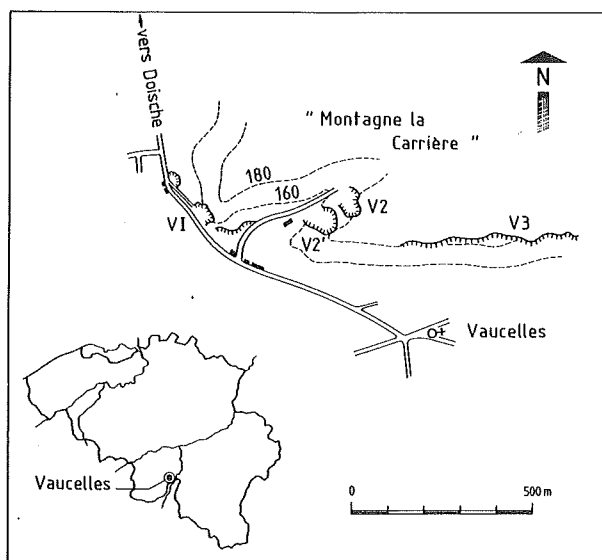 ←vers Doische
N
" Montagne la
Carrière "
180
160
V1
V2
V2'
V3
Vaucelles
Vaucelles
0
500 m